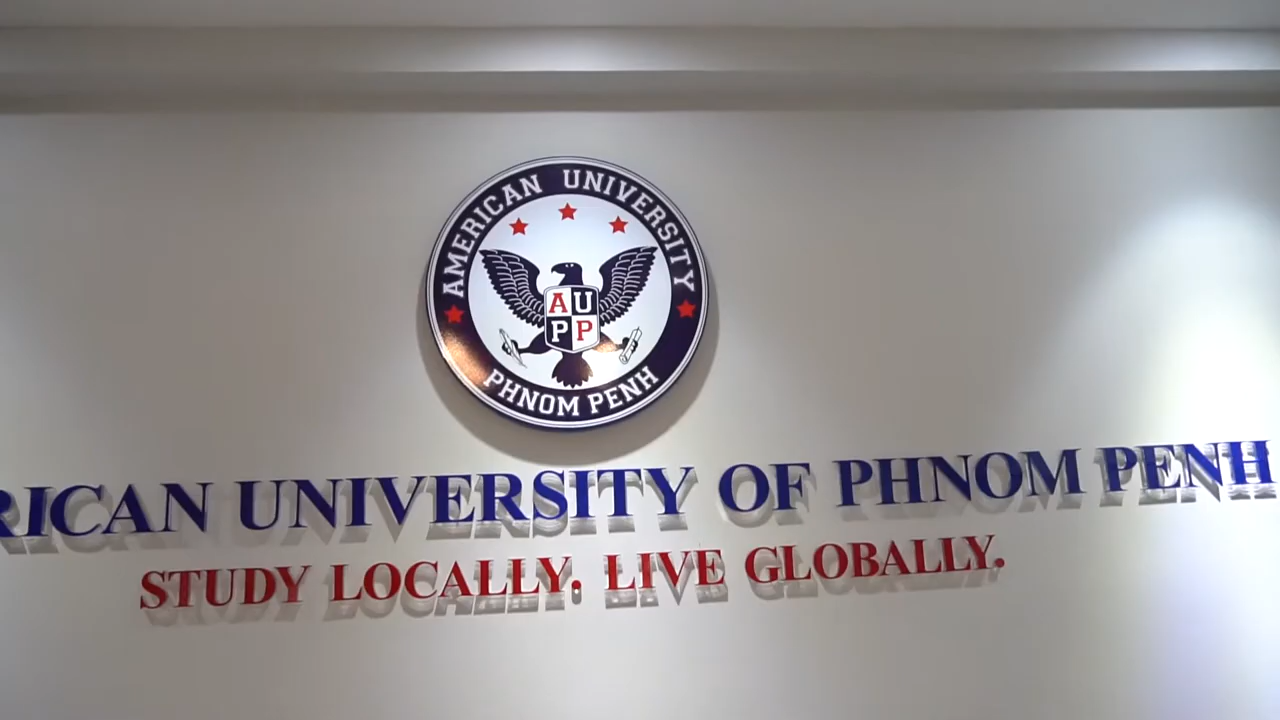 AMERICAN UNIVERSITY
AU
PP
PHNOM PENH
RICAN UNIVERSITY OF PHNOM PENH
STUDY LOCALLY. LIVE GLOBALLY.